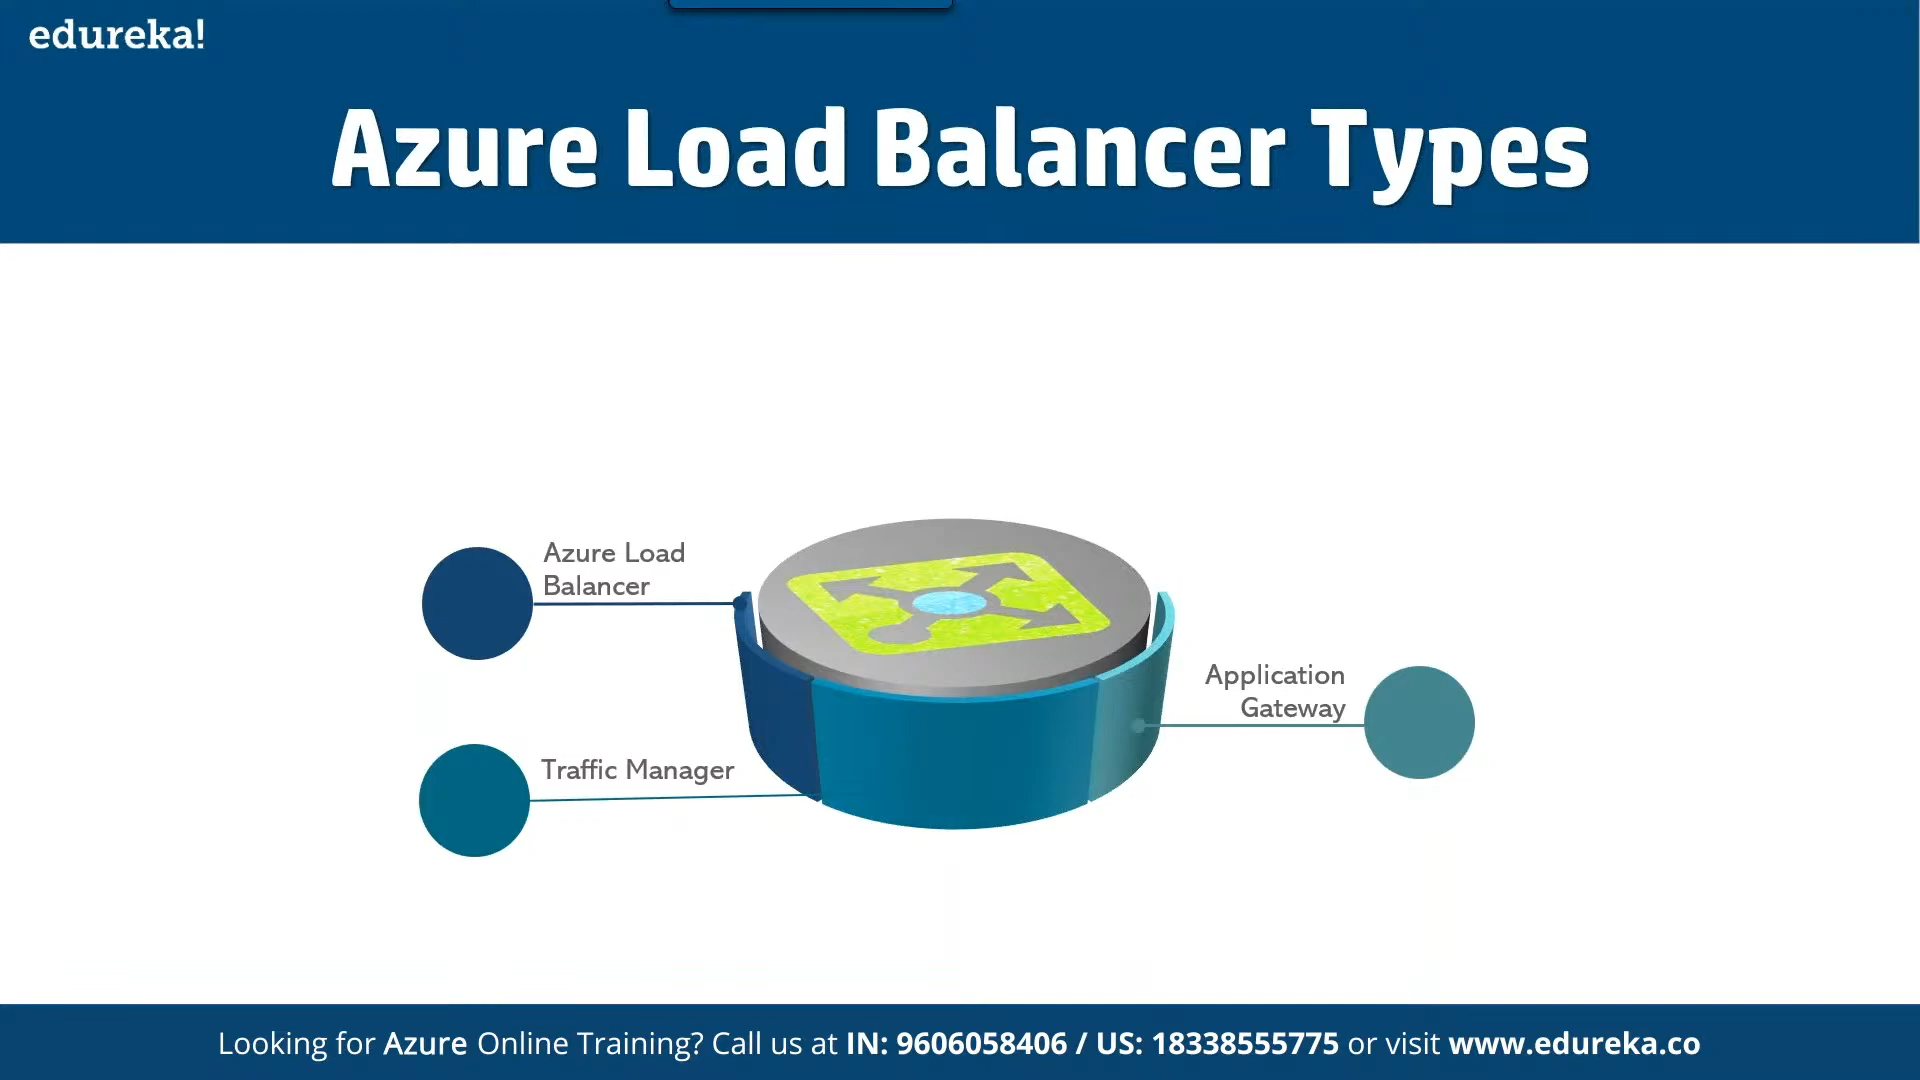 edureka!
Azure Load Balancer Types
Azure Load
Balancer
Traffic Manager
Application
Gateway
Looking for Azure Online Training? Call us at IN: 9606058406 / US: 18338555775 or visit www.edureka.co